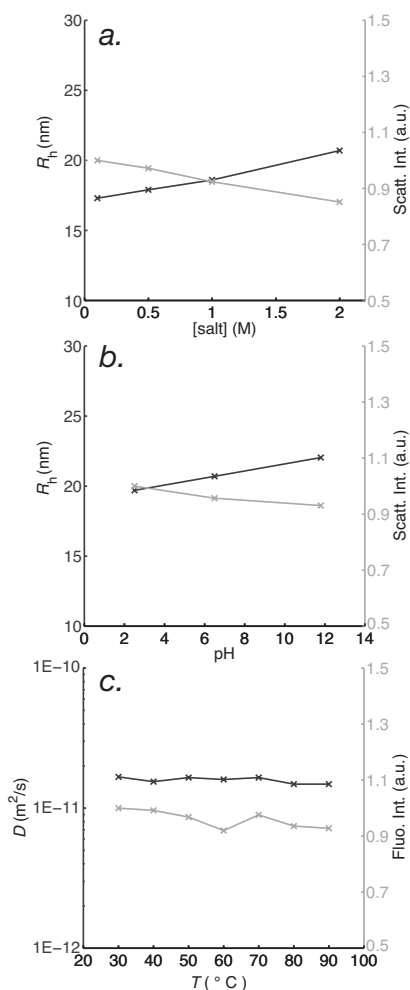 a.
30
25
20
15
10
R_h (nm)
1.5
1.3
1.1
0.9
0.7
0.5
Scatt. Int. (a.u.)
0 0.5 1 1.5 2
[salt] (M)
b.
30
25
20
15
10
R_h (nm)
1.5
1.3
1.1
0.9
0.7
0.5
Scatt. Int. (a.u.)
0 2 4 6 8 10 12 14
pH
c.
1E−10
1E−11
1E−12
D (m²/s)
1.5
1.3
1.1
0.9
0.7
0.5
Fluo. Int. (a.u.)
20 30 40 50 60 70 80 90 100
T ( ° C)